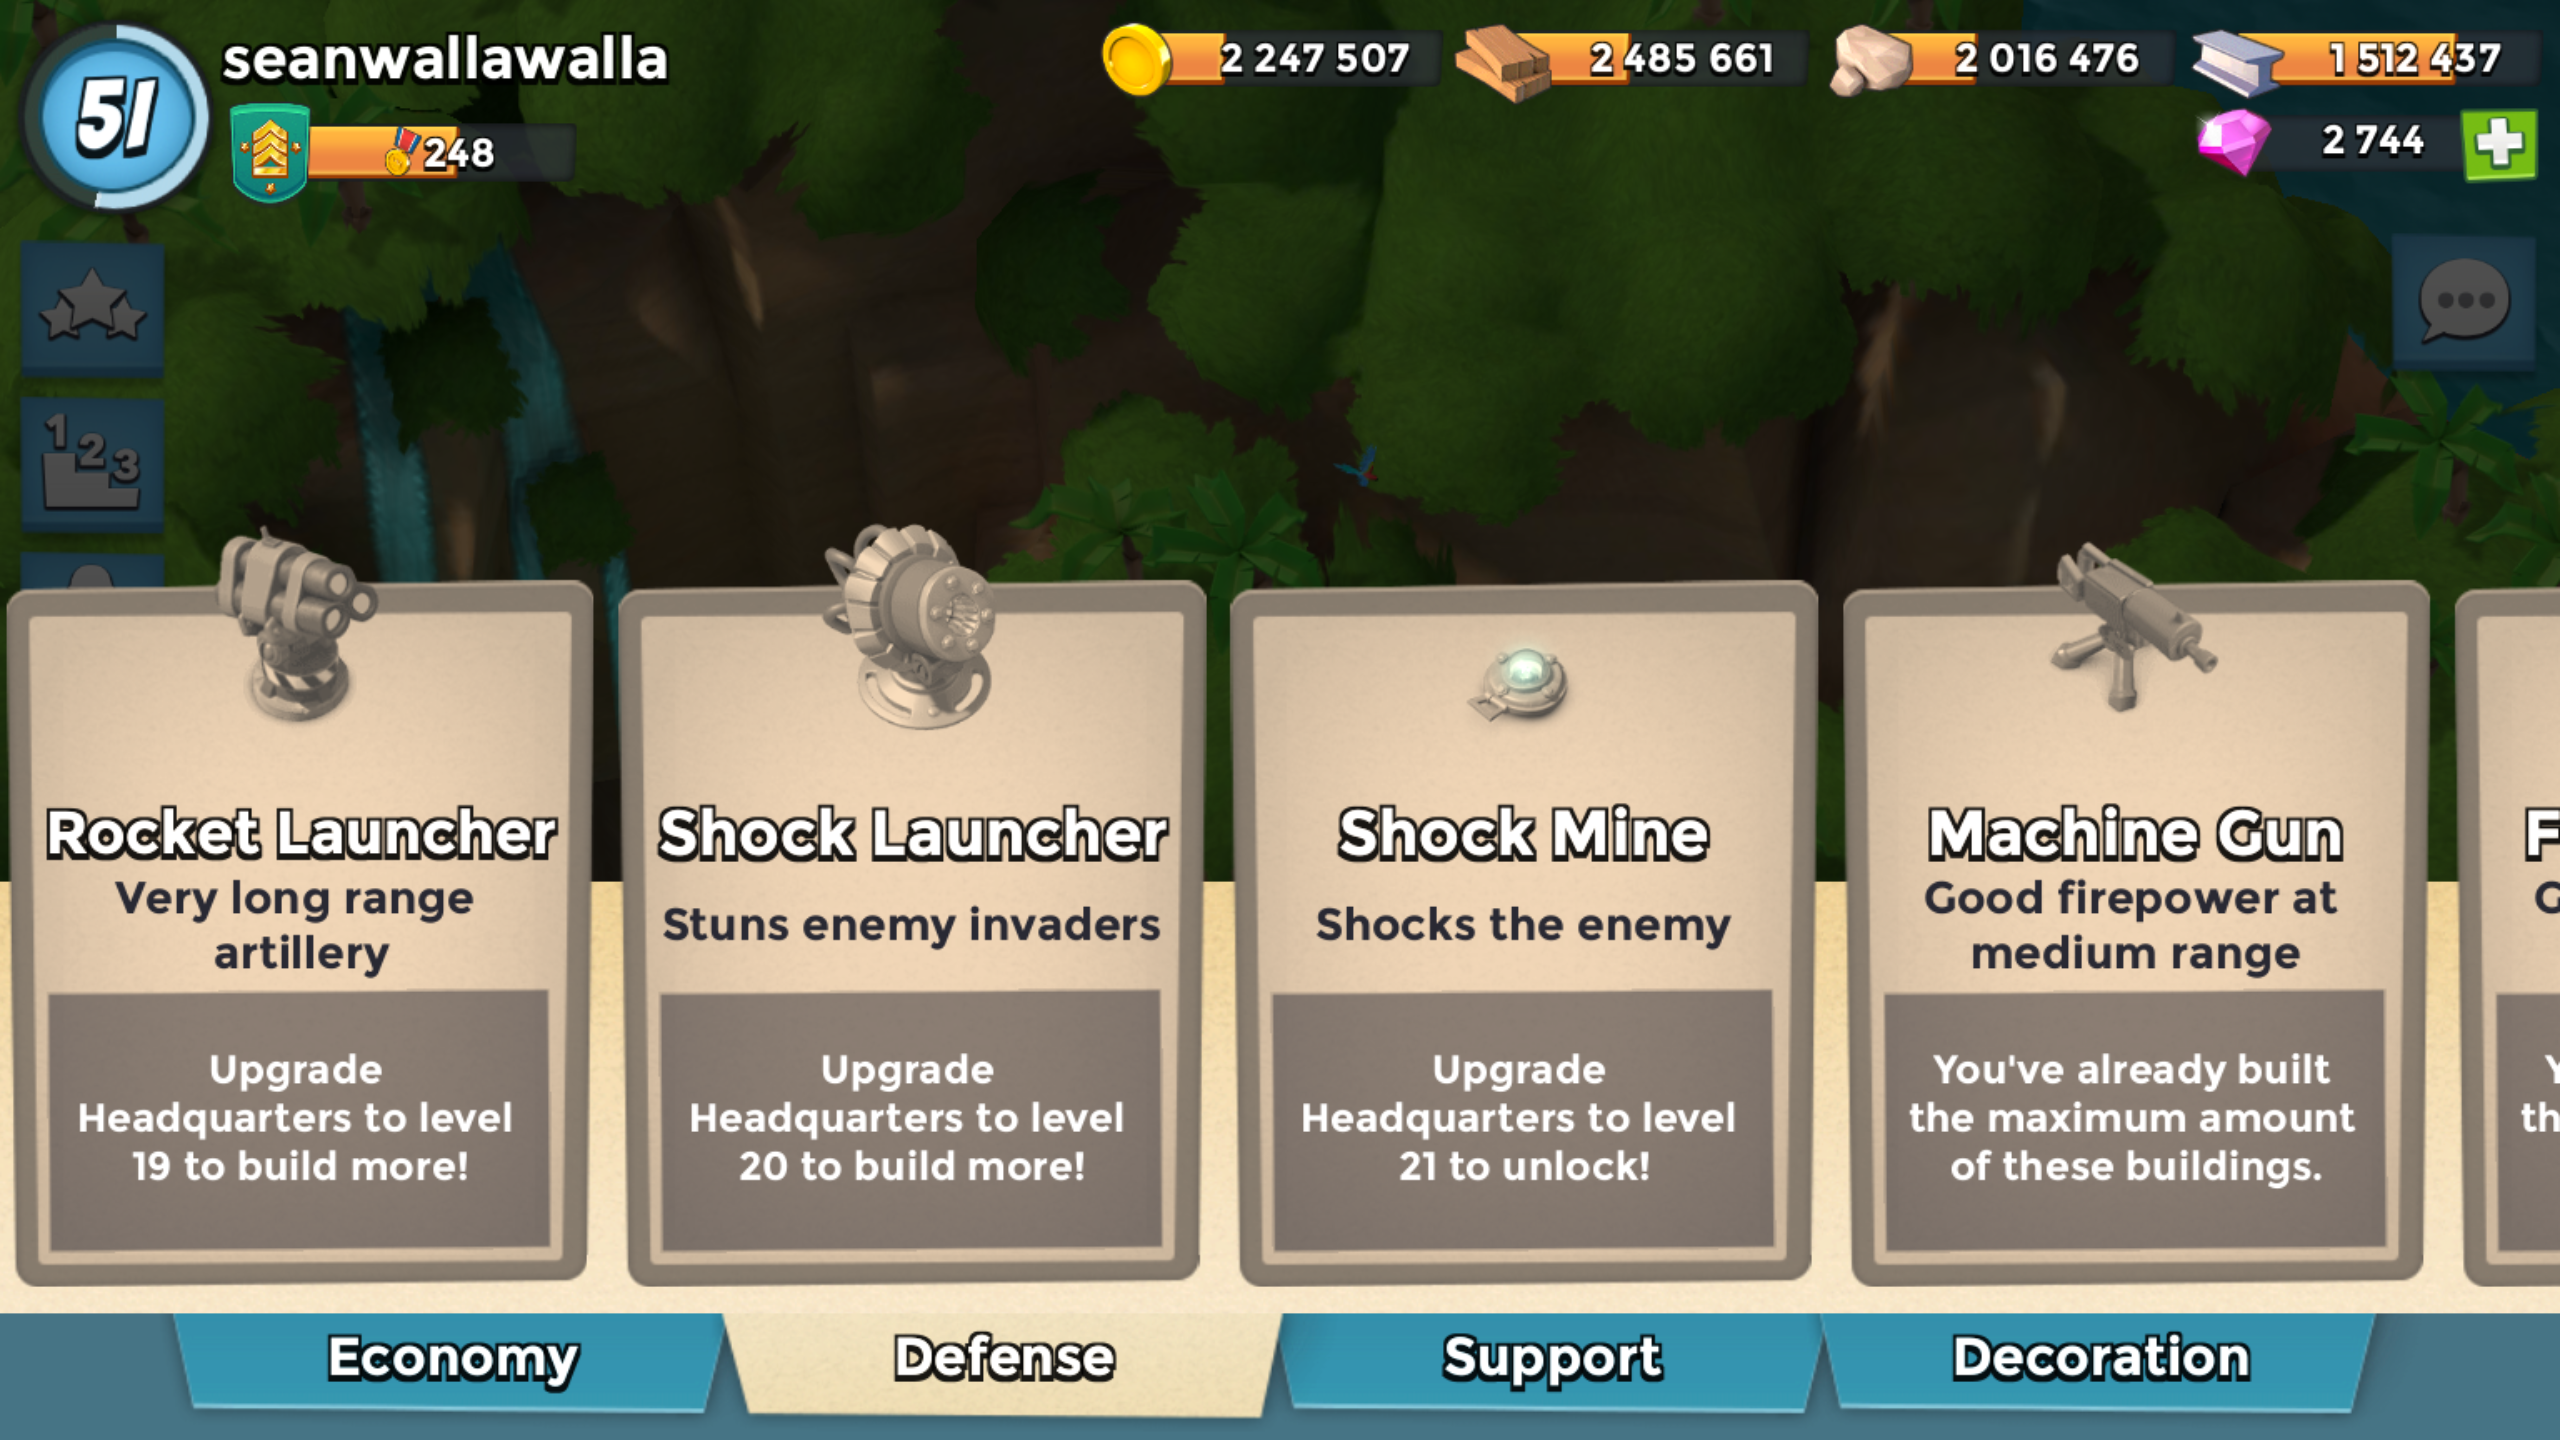 51
seanwallawalla
248
2 247 507
2 485 661
2 016 476
1 512 437
2 744
1 2 3
Rocket Launcher
Very long range
artillery
Upgrade
Headquarters to level
19 to build more!
Shock Launcher
Stuns enemy invaders
Upgrade
Headquarters to level
20 to build more!
Shock Mine
Shocks the enemy
Upgrade
Headquarters to level
21 to unlock!
Machine Gun
Good firepower at
medium range
You've already built
the maximum amount
of these buildings.
Economy
Defense
Support
Decoration